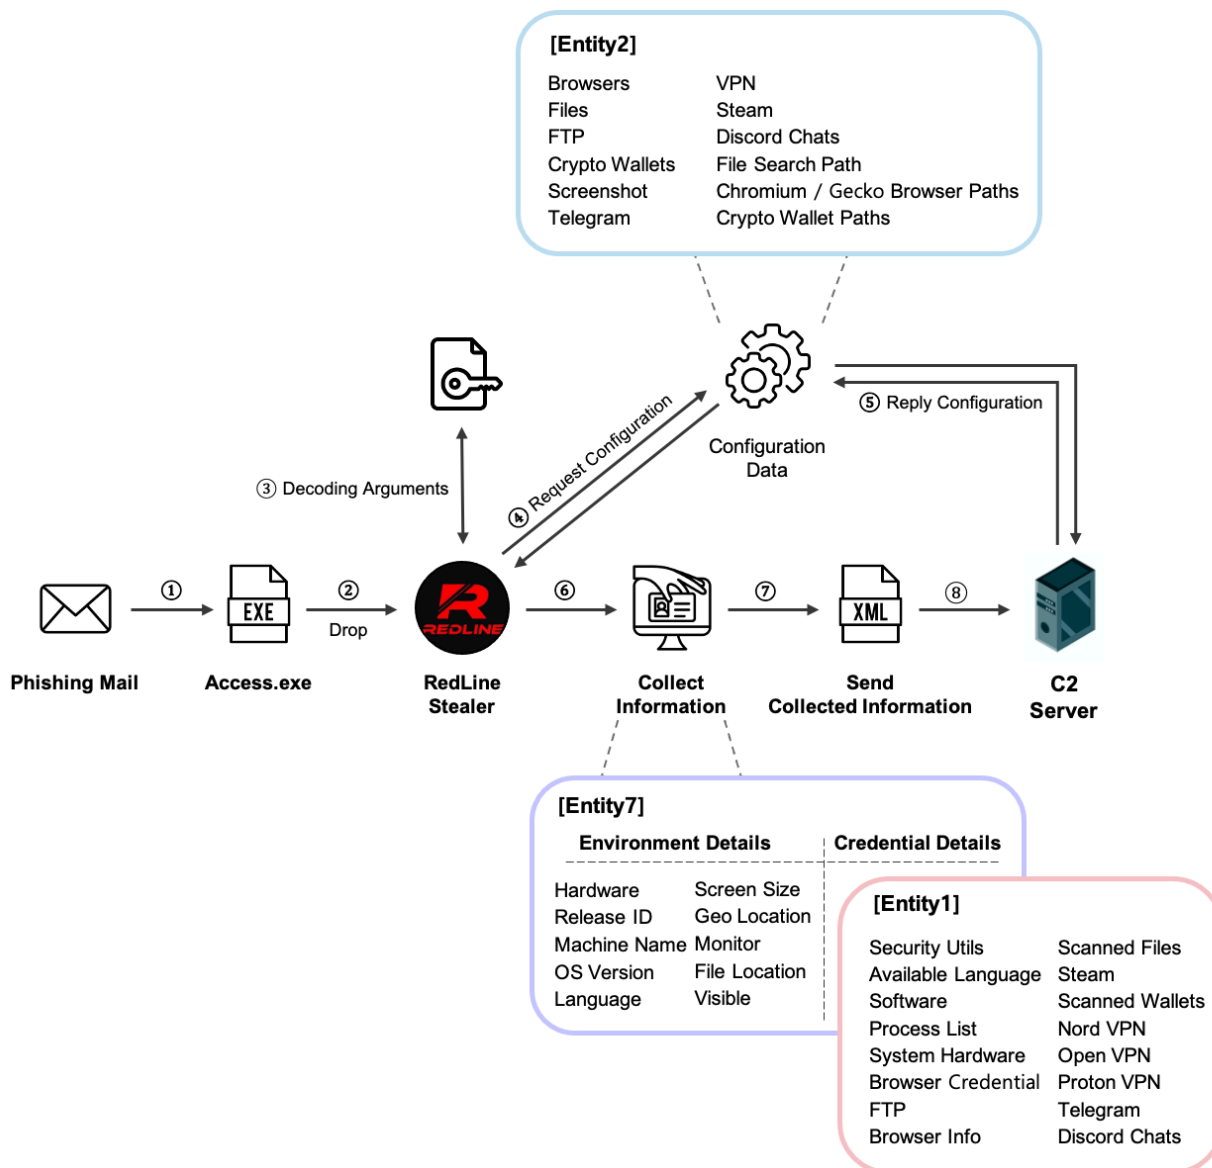 [Entity2]
Browsers VPN
Files Steam
FTP Discord Chats
Crypto Wallets File Search Path
Screenshot Chromium / Gecko Browser Paths
Telegram Crypto Wallet Paths
⑤ Reply Configuration
④ Request Configuration
Configuration
Data
③ Decoding Arguments
①
②
⑥
⑦
⑧
EXE
Drop
REDLINE
XML
Phishing Mail
Access.exe
RedLine
Stealer
Collect
Information
Send
Collected Information
C2
Server
[Entity7]
Environment Details
Credential Details
Hardware Screen Size
Release ID Geo Location
Machine Name Monitor
OS Version File Location
Language Visible
[Entity1]
Security Utils Scanned Files
Available Language Steam
Software Scanned Wallets
Process List Nord VPN
System Hardware Open VPN
Browser Credential Proton VPN
FTP Telegram
Browser Info Discord Chats